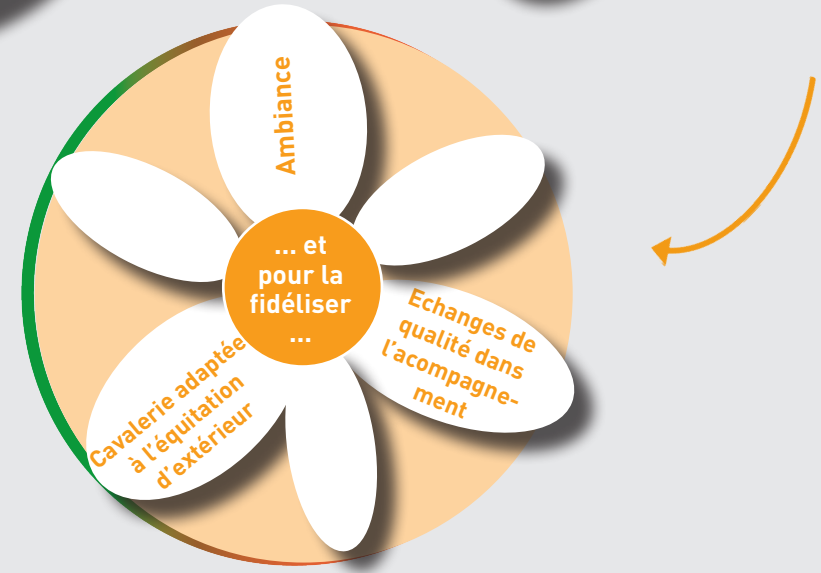 Ambiance
... et
pour la
fidéliser
...
Echanges de
qualité dans
l'acompagne-
ment
Cavalerie adaptée
à l'équitation
d'extérieur